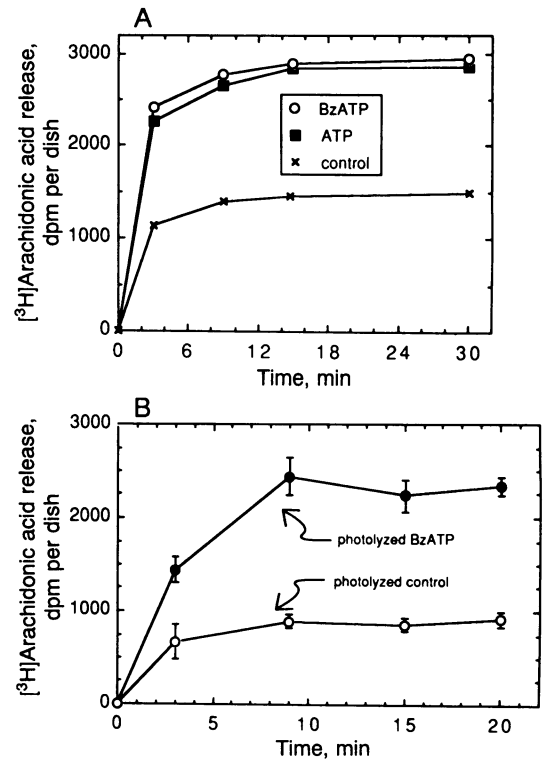 A
[³H]Arachidonic acid release,
dpm per dish
3000
2000
1000
0
BzATP
ATP
control
0 6 12 18 24 30
Time, min
B
[³H]Arachidonic acid release,
dpm per dish
3000
2000
1000
0
photolyzed BzATP
photolyzed control
0 5 10 15 20
Time, min